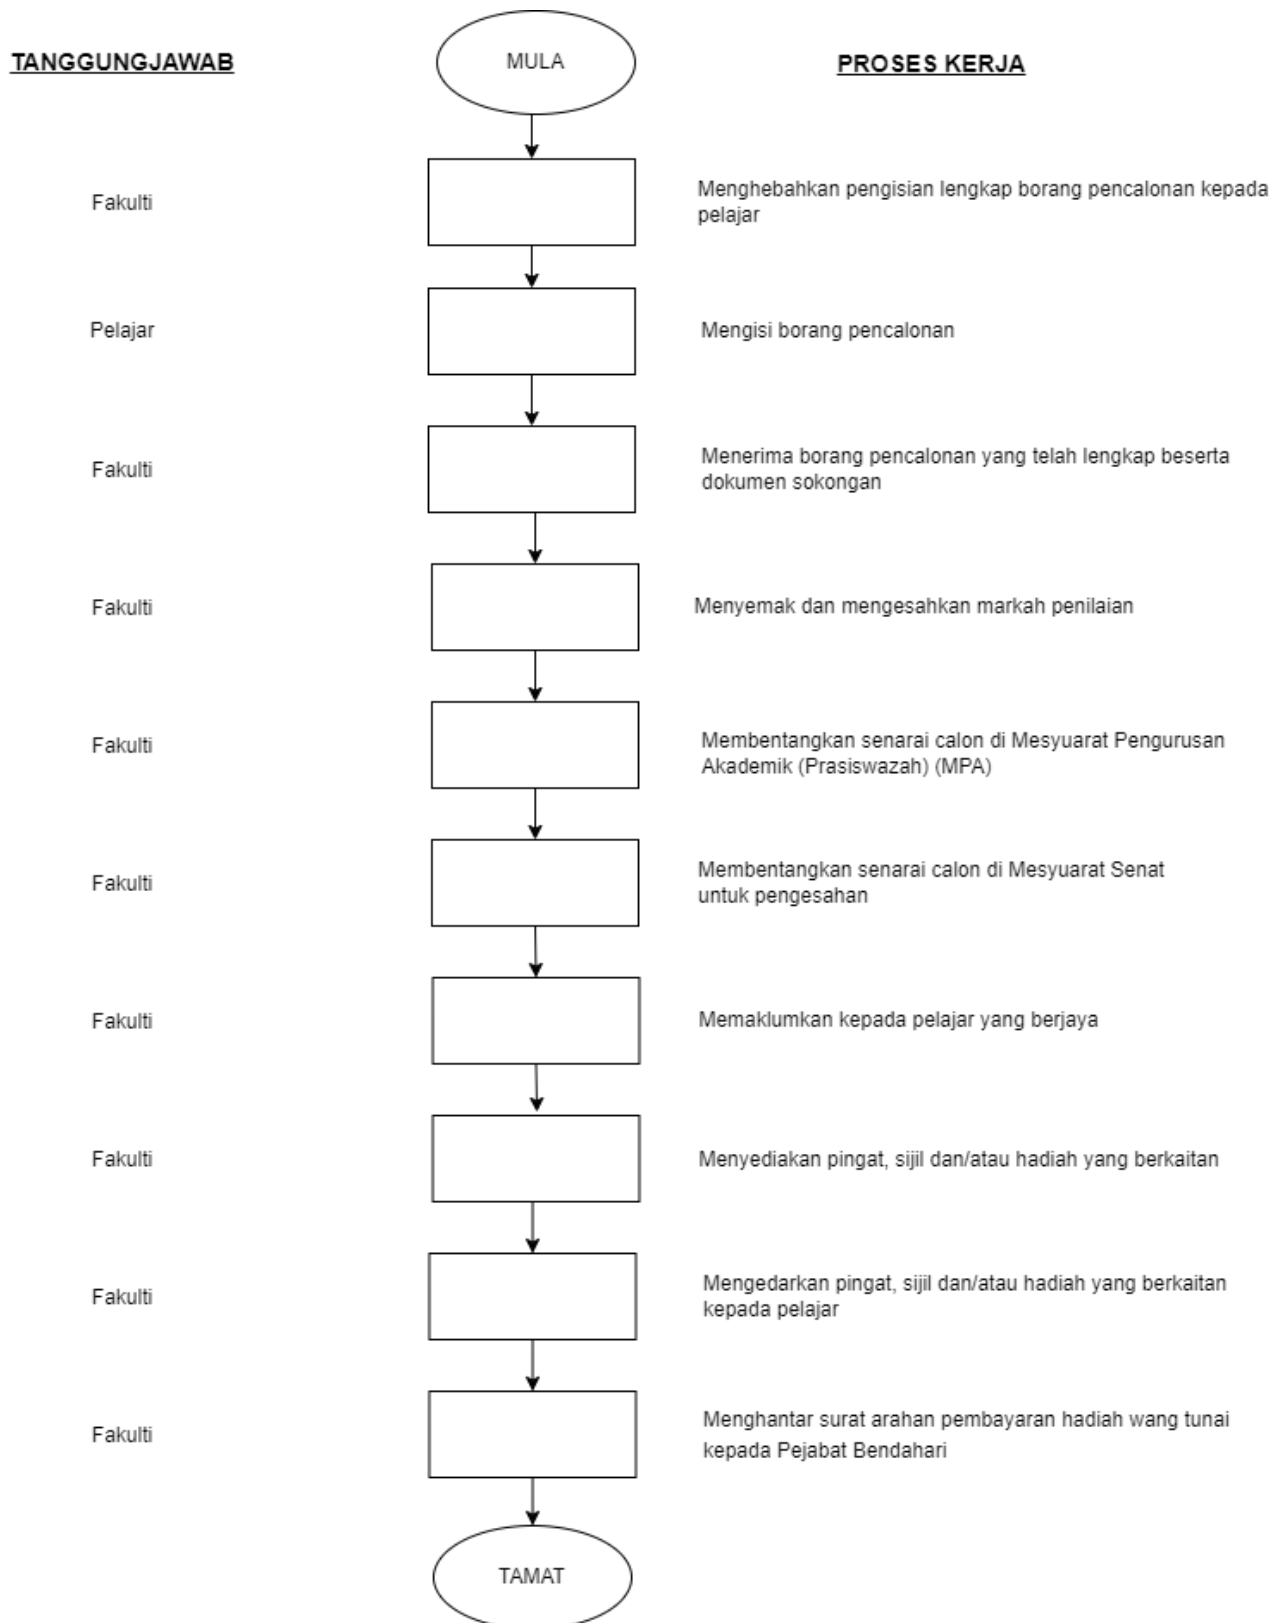 TANGGUNGJAWAB
MULA
PROSES KERJA
Fakulti
Menghebahkan pengisian lengkap borang pencalonan kepada
pelajar
Pelajar
Mengisi borang pencalonan
Fakulti
Menerima borang pencalonan yang telah lengkap beserta
dokumen sokongan
Fakulti
Menyemak dan mengesahkan markah penilaian
Fakulti
Membentangkan senarai calon di Mesyuarat Pengurusan
Akademik (Prasiswazah) (MPA)
Fakulti
Membentangkan senarai calon di Mesyuarat Senat
untuk pengesahan
Fakulti
Memaklumkan kepada pelajar yang berjaya
Fakulti
Menyediakan pingat, sijil dan/atau hadiah yang berkaitan
Fakulti
Mengedarkan pingat, sijil dan/atau hadiah yang berkaitan
kepada pelajar
Fakulti
Menghantar surat arahan pembayaran hadiah wang tunai
kepada Pejabat Bendahari
TAMAT